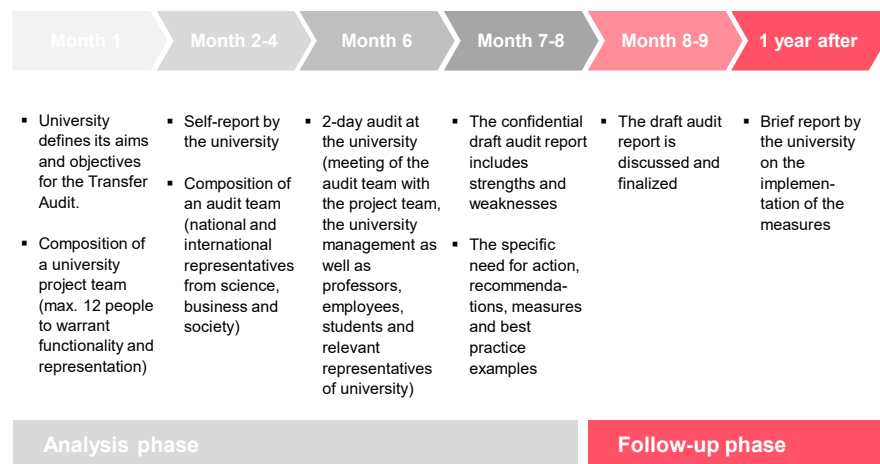 Month 1
Month 2-4
Month 6
Month 7-8
Month 8-9
1 year after
▪ University
defines its aims
and objectives
for the Transfer
Audit.
▪ Composition of
a university
project team
(max. 12 people
to warrant
functionality and
representation)
▪ Self-report by
the university
▪ Composition of
an audit team
(national and
international
representatives
from science,
business and
society)
▪ 2-day audit at
the university
(meeting of the
audit team with
the project team,
the university
management as
well as
professors,
employees,
students and
relevant
representatives
of university)
▪ The confidential
draft audit report
includes
strengths and
weaknesses
▪ The specific
need for action,
recommenda-
tions, measures
and best
practice
examples
▪ The draft audit
report is
discussed and
finalized
▪ Brief report by
the university
on the
implemen-
tation of the
measures
Analysis phase
Follow-up phase